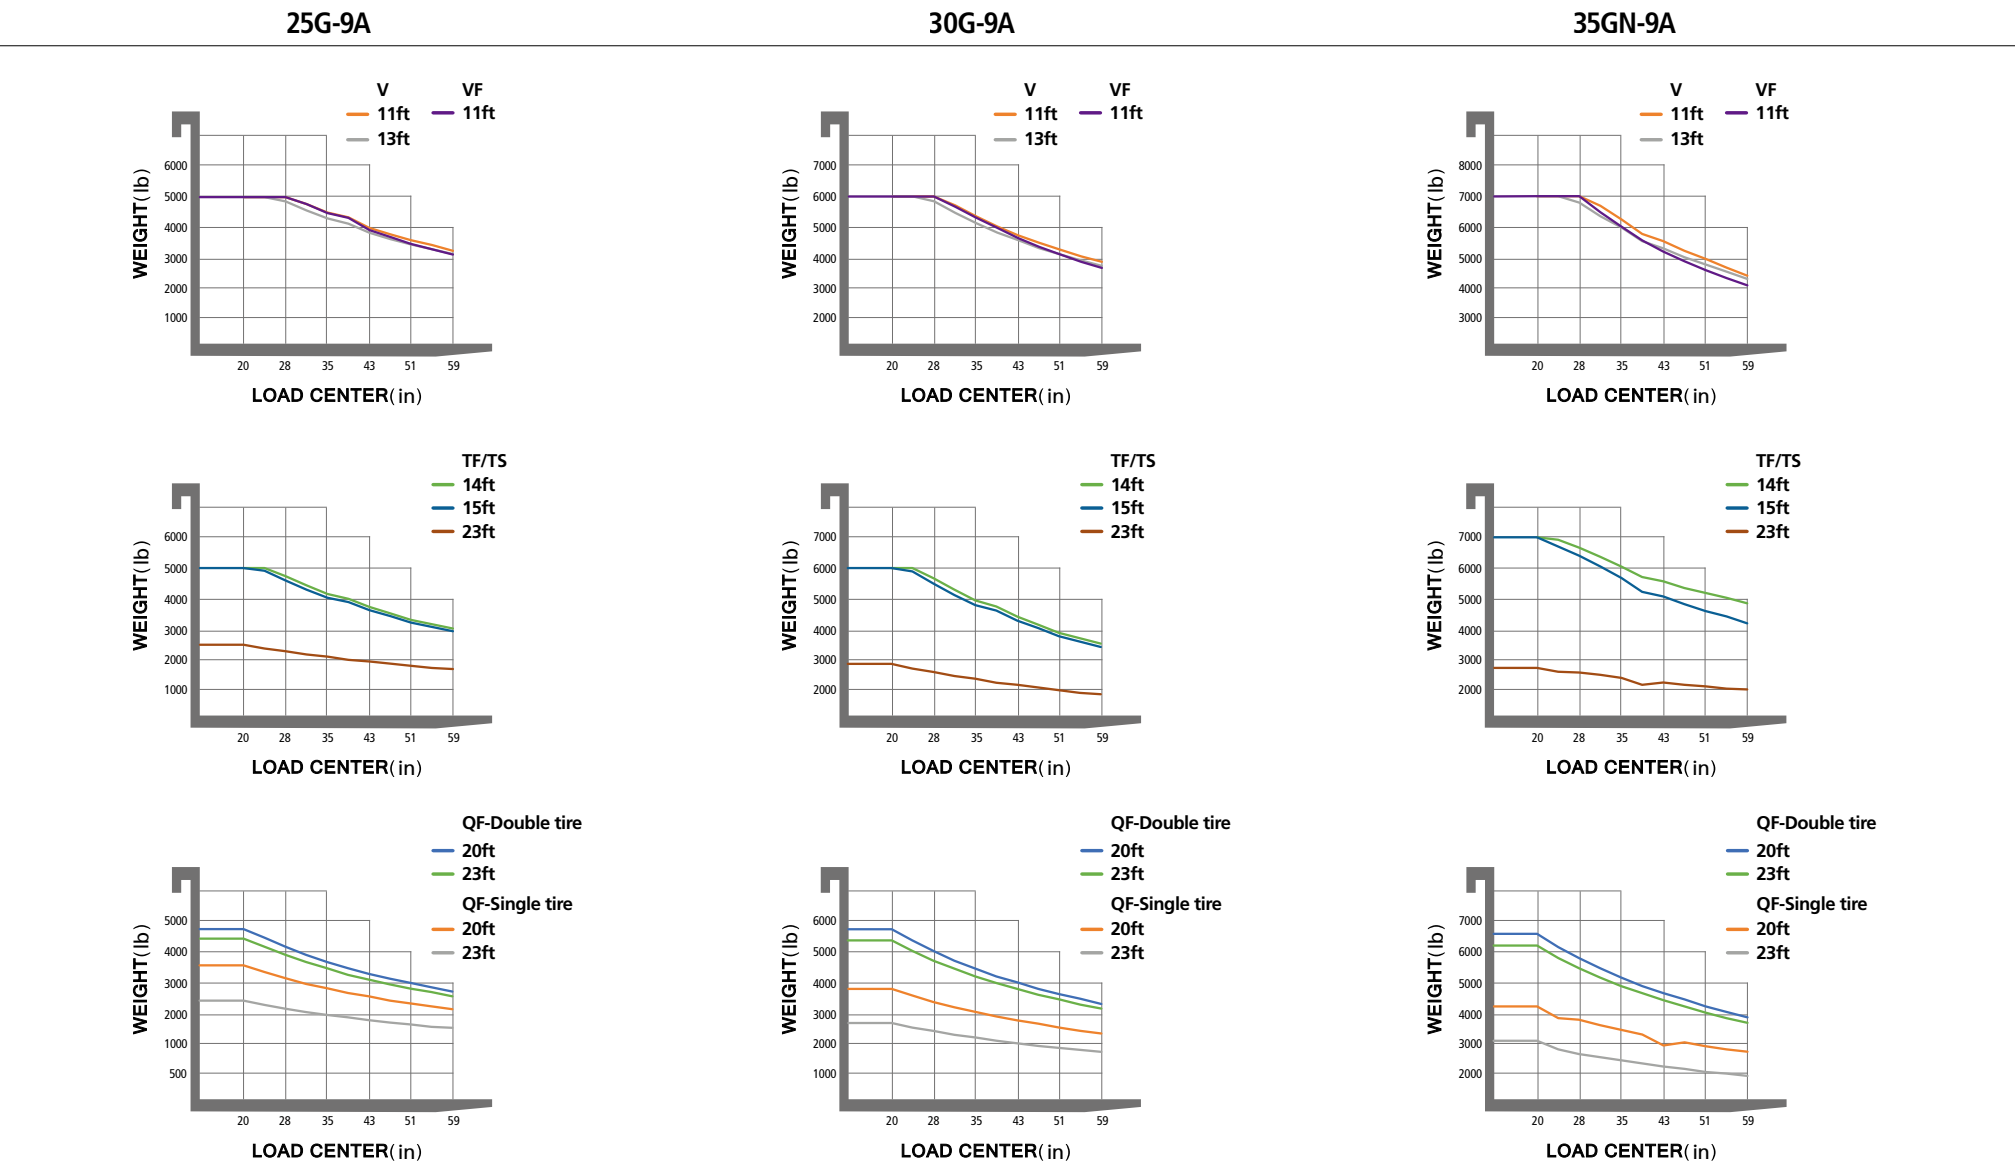 25G-9A 30G-9A 35GN-9A
V VF
11ft 11ft
13ft
WEIGHT(lb)
6000
5000
4000
3000
2000
1000
20 28 35 43 51 59
LOAD CENTER(in)
V VF
11ft 11ft
13ft
WEIGHT(lb)
7000
6000
5000
4000
3000
2000
20 28 35 43 51 59
LOAD CENTER(in)
V VF
11ft 11ft
13ft
WEIGHT(lb)
8000
7000
6000
5000
4000
3000
20 28 35 43 51 59
LOAD CENTER(in)
TF/TS
14ft
15ft
23ft
WEIGHT(lb)
6000
5000
4000
3000
2000
1000
20 28 35 43 51 59
LOAD CENTER(in)
TF/TS
14ft
15ft
23ft
WEIGHT(lb)
7000
6000
5000
4000
3000
2000
20 28 35 43 51 59
LOAD CENTER(in)
TF/TS
14ft
15ft
23ft
WEIGHT(lb)
7000
6000
5000
4000
3000
2000
20 28 35 43 51 59
LOAD CENTER(in)
QF-Double tire
20ft
23ft
QF-Single tire
20ft
23ft
WEIGHT(lb)
5000
4000
3000
2000
1000
500
20 28 35 43 51 59
LOAD CENTER(in)
QF-Double tire
20ft
23ft
QF-Single tire
20ft
23ft
WEIGHT(lb)
6000
5000
4000
3000
2000
1000
20 28 35 43 51 59
LOAD CENTER(in)
QF-Double tire
20ft
23ft
QF-Single tire
20ft
23ft
WEIGHT(lb)
7000
6000
5000
4000
3000
2000
20 28 35 43 51 59
LOAD CENTER(in)